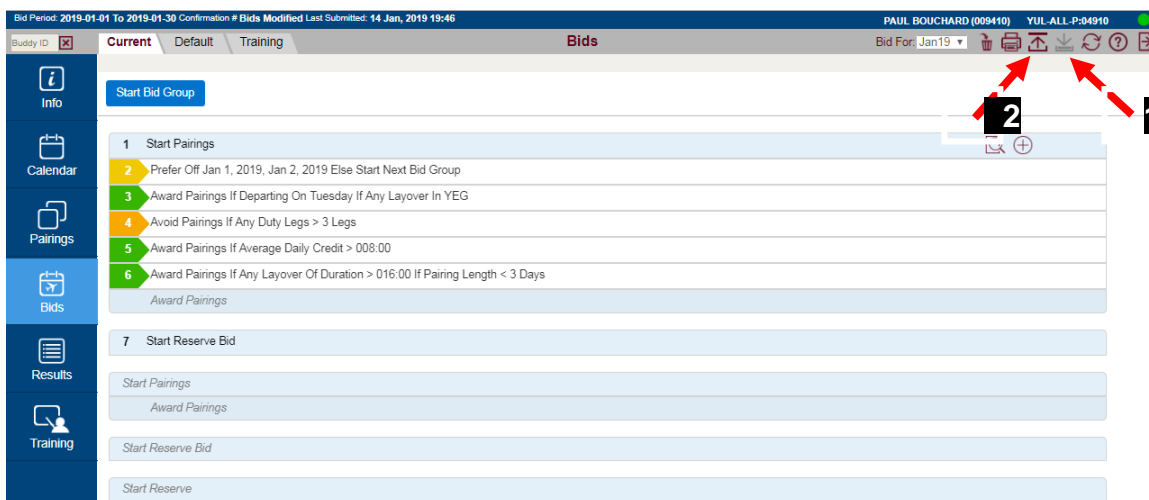 Bid Period: 2019-01-01 To 2019-01-30 Confirmation # Bids Modified Last Submitted: 14 Jan, 2019 19:46 PAUL BOUCHARD (009410) YUL-ALL-P:04910
Buddy ID Current Default Training Bids Bid For: Jan19
Info
Calendar
Pairings
Bids
Results
Training
Start Bid Group
2
1
1 Start Pairings
2 Prefer Off Jan 1, 2019, Jan 2, 2019 Else Start Next Bid Group
3 Award Pairings If Departing On Tuesday If Any Layover In YEG
4 Avoid Pairings If Any Duty Legs > 3 Legs
5 Award Pairings If Average Daily Credit > 008:00
6 Award Pairings If Any Layover Of Duration > 016:00 If Pairing Length < 3 Days
Award Pairings
7 Start Reserve Bid
Start Pairings
Award Pairings
Start Reserve Bid
Start Reserve